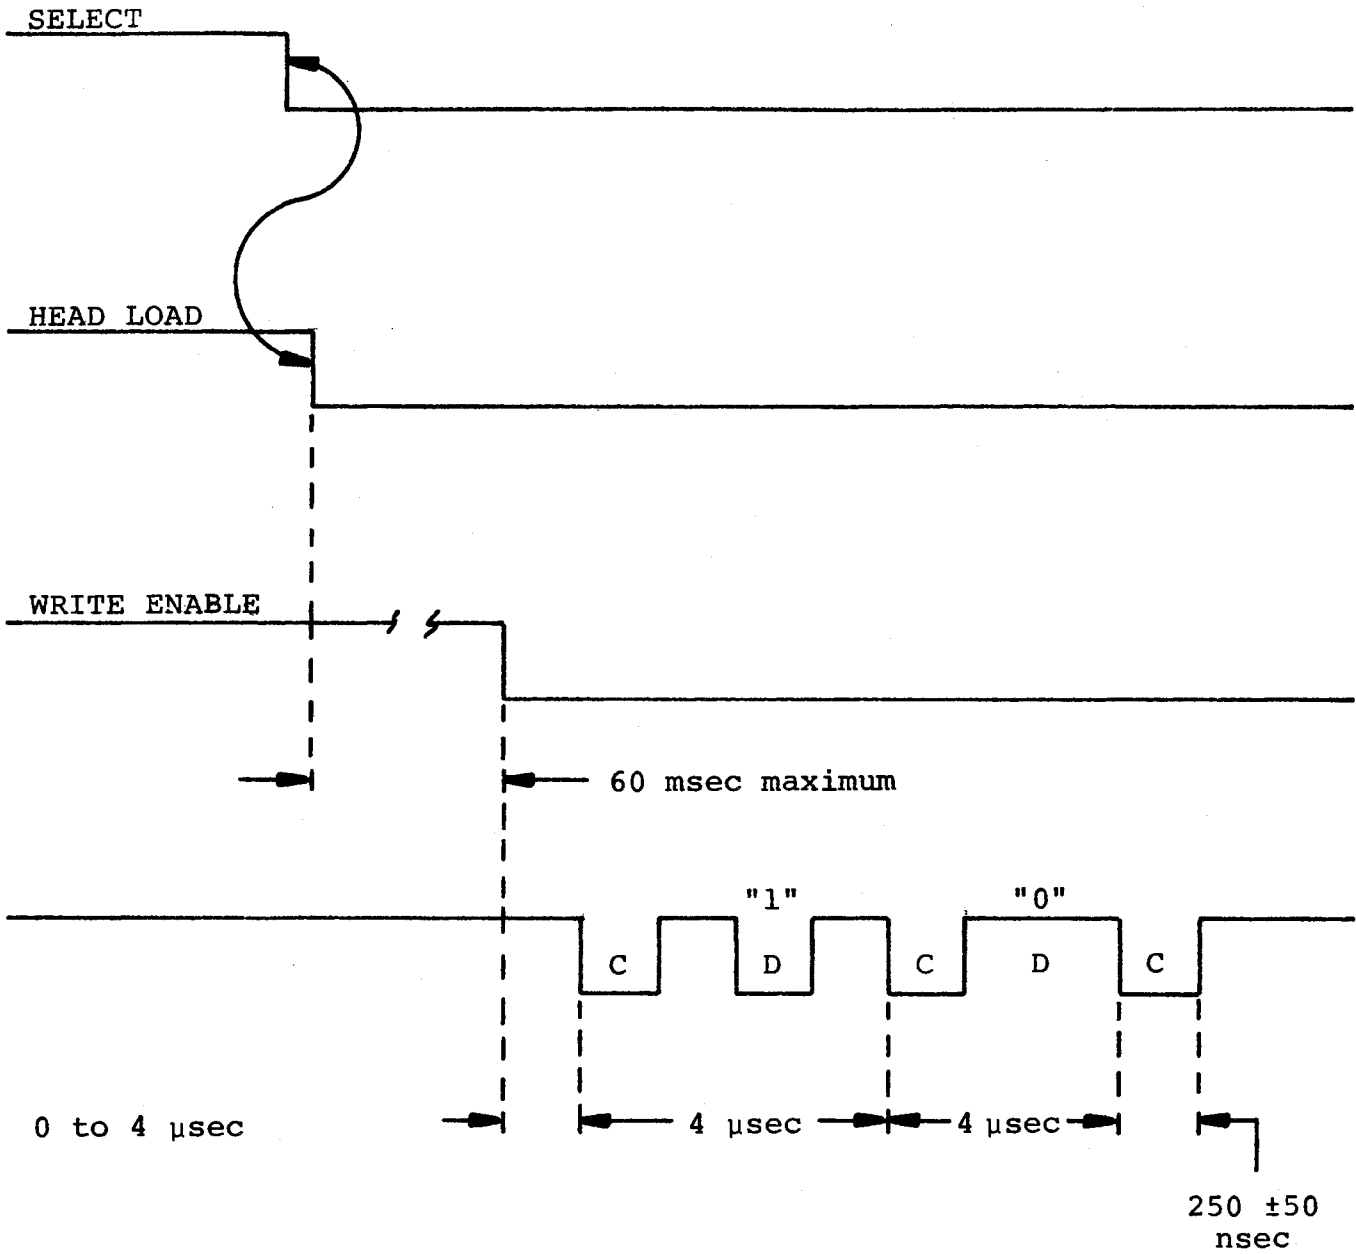 SELECT
HEAD LOAD
WRITE ENABLE
60 msec maximum
"1" "0"
C D C D C
0 to 4 µsec 4 µsec 4 µsec
250 ±50
nsec